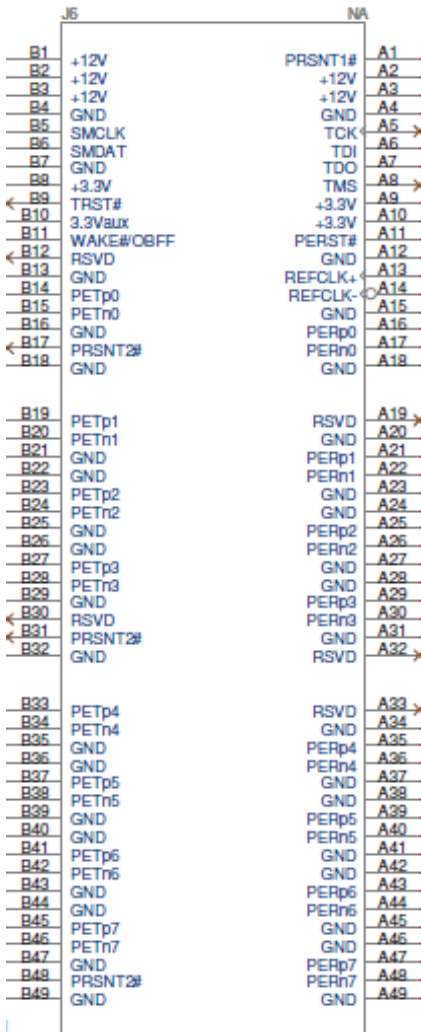 J6 NA
B1 +12V PRSNT1# A1
B2 +12V +12V A2
B3 +12V +12V A3
B4 GND GND A4
B5 SMCLK TCK A5
B6 SMDAT TDI A6
B7 GND TDO A7
B8 +3.3V TMS A8
B9 TRST# +3.3V A9
B10 3.3Vaux +3.3V A10
B11 WAKE#/OBFF PERST# A11
B12 RSVD GND A12
B13 GND REFCLK+ A13
B14 PETp0 REFCLK- A14
B15 PETn0 GND A15
B16 GND PERp0 A16
B17 PRSNT2# PERn0 A17
B18 GND GND A18
B19 PETp1 RSVD A19
B20 PETn1 GND A20
B21 GND PERp1 A21
B22 GND PERn1 A22
B23 PETp2 GND A23
B24 PETn2 GND A24
B25 GND PERp2 A25
B26 GND PERn2 A26
B27 PETp3 GND A27
B28 PETn3 GND A28
B29 GND PERp3 A29
B30 RSVD PERn3 A30
B31 PRSNT2# GND A31
B32 GND RSVD A32
B33 PETp4 RSVD A33
B34 PETn4 GND A34
B35 GND PERp4 A35
B36 GND PERn4 A36
B37 PETp5 GND A37
B38 PETn5 GND A38
B39 GND PERp5 A39
B40 GND PERn5 A40
B41 PETp6 GND A41
B42 PETn6 GND A42
B43 GND PERp6 A43
B44 GND PERn6 A44
B45 PETp7 GND A45
B46 PETn7 GND A46
B47 GND PERp7 A47
B48 PRSNT2# PERn7 A48
B49 GND GND A49